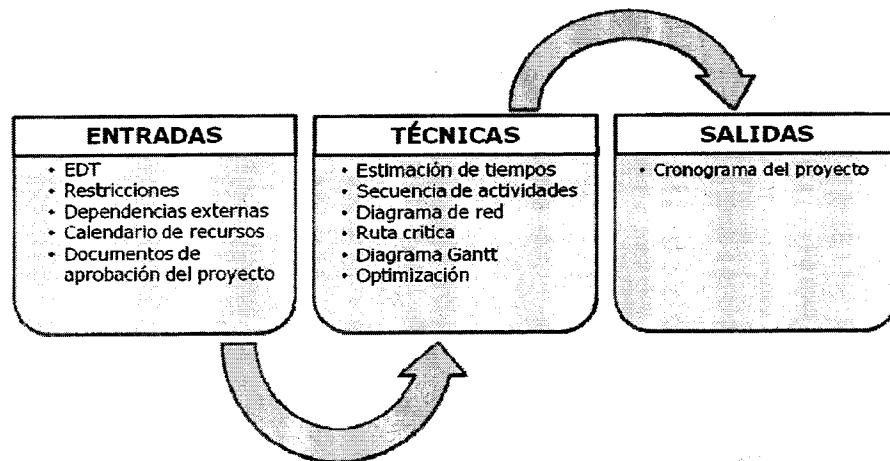 ENTRADAS
• EDT
• Restricciones
• Dependencias externas
• Calendario de recursos
• Documentos de
aprobación del proyecto
TÉCNICAS
• Estimación de tiempos
• Secuencia de actividades
• Diagrama de red
• Ruta critica
• Diagrama Gantt
• Optimización
SALIDAS
• Cronograma del proyecto